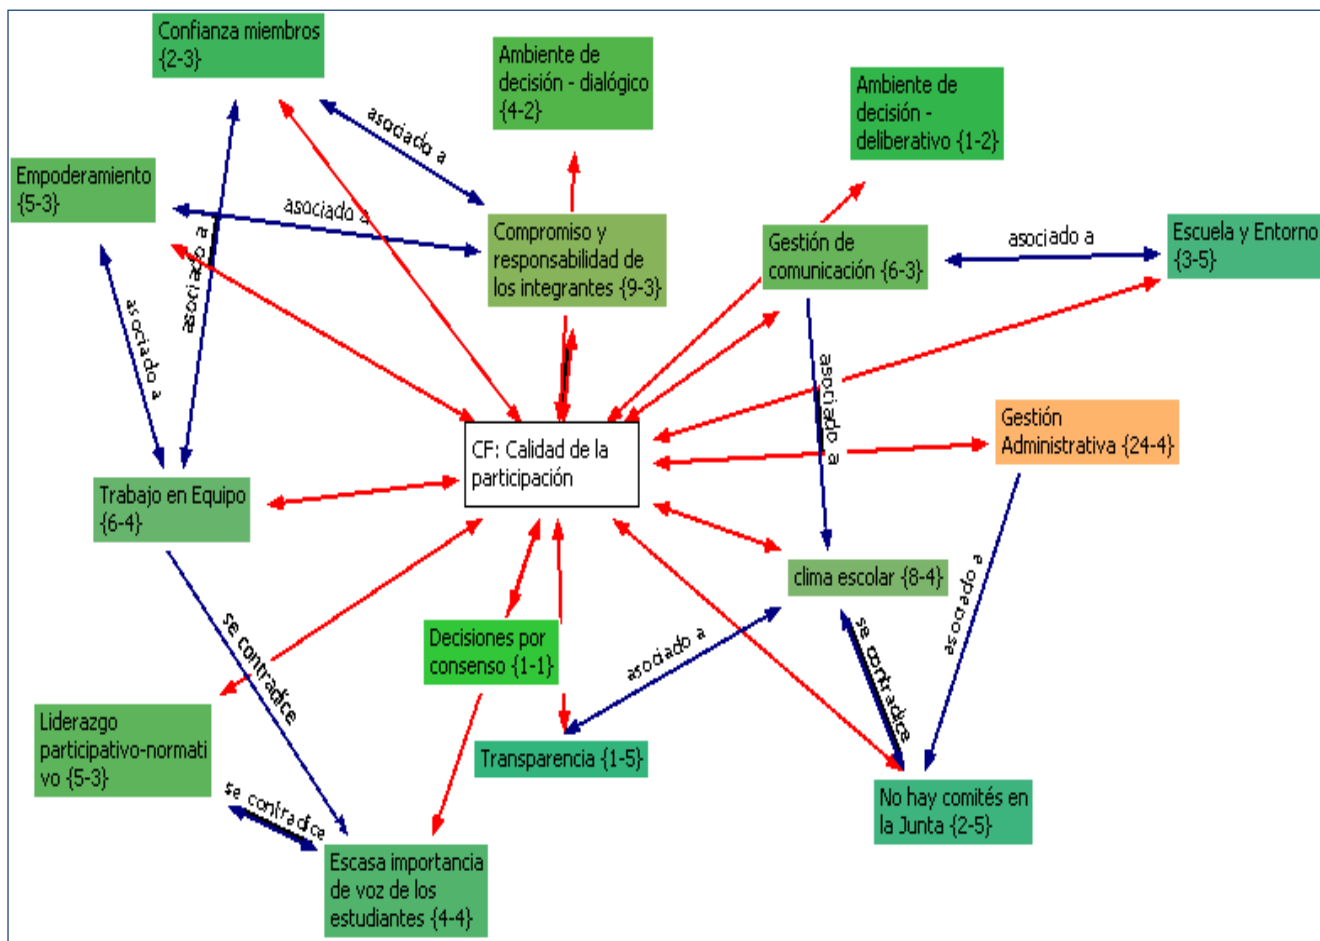 Confianza miembros
{2-3}
Ambiente de
decisión - dialógico
{4-2}
Ambiente de
decisión -
deliberativo {1-2}
asociado a
Empoderamiento
{5-3}
asociado a
Compromiso y
responsabilidad de
los integrantes {9-3}
Gestión de
comunicación {6-3}
asociado a
Escuela y Entorno
{3-5}
asociado a
asociado a
asociado a
CF: Calidad de la
participación
Gestión
Administrativa {24-4}
Trabajo en Equipo
{6-4}
clima escolar {8-4}
asociado a
se contradice
Decisiones por
consenso {1-1}
asociado a
se contradice
Liderazgo
participativo-normati
vo {5-3}
Transparencia {1-5}
No hay comités en
la Junta {2-5}
se contradice
Escasa importancia
de voz de los
estudiantes {4-4}